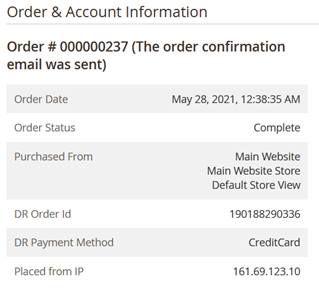 Order & Account Information
Order # 000000237 (The order confirmation
email was sent)
Order Date May 28, 2021, 12:38:35 AM
Order Status Complete
Purchased From Main Website
Main Website Store
Default Store View
DR Order Id 190188290336
DR Payment Method CreditCard
Placed from IP 161.69.123.10